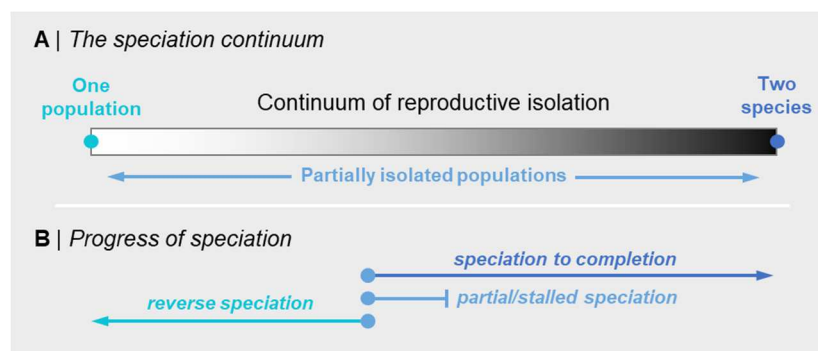 A | The speciation continuum
One
population
Continuum of reproductive isolation
Two
species
Partially isolated populations
B | Progress of speciation
speciation to completion
partial/stalled speciation
reverse speciation